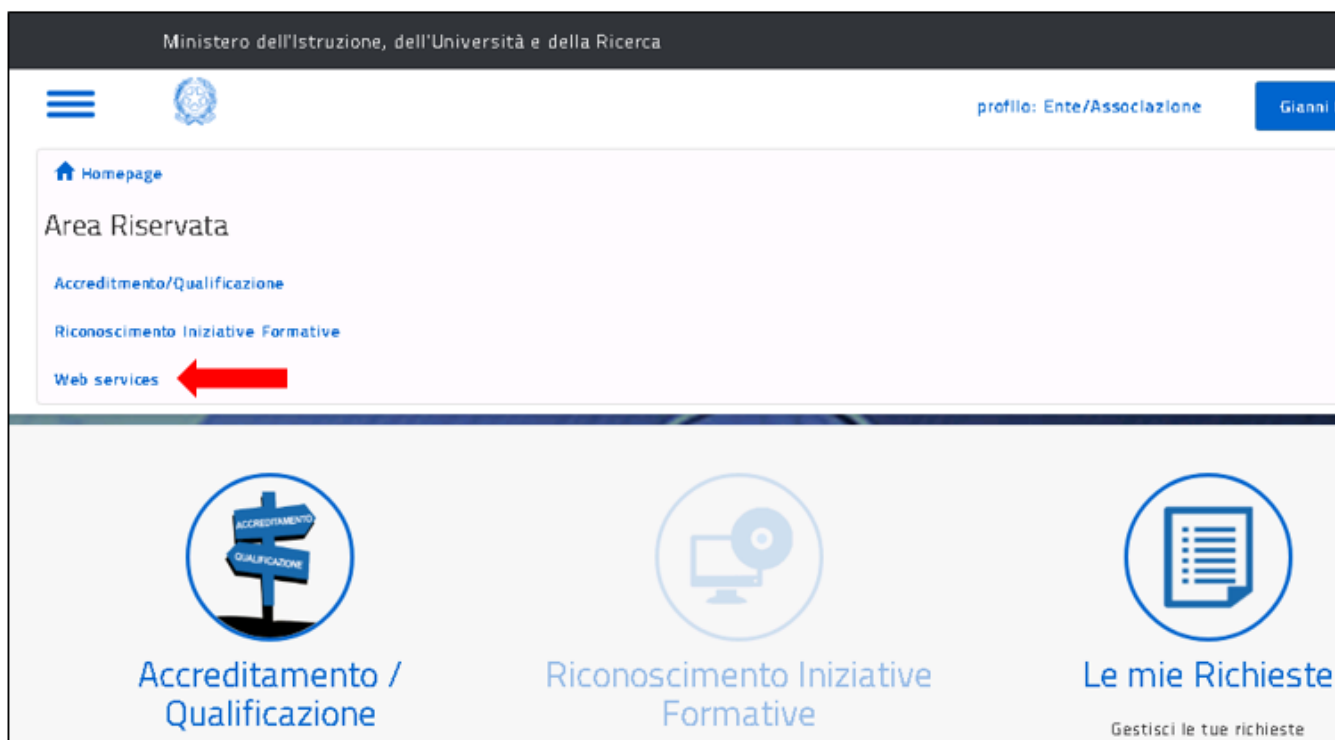 Ministero dell'Istruzione, dell'Università e della Ricerca
profilo: Ente/Associazione
Gianni
Homepage
Area Riservata
Accreditmento/Qualificazione
Riconoscimento Iniziative Formative
Web services
ACCREDITAMENTO
QUALIFICAZIONE
Accreditamento /
Qualificazione
Riconoscimento Iniziative
Formative
Le mie Richieste
Gestisci le tue richieste